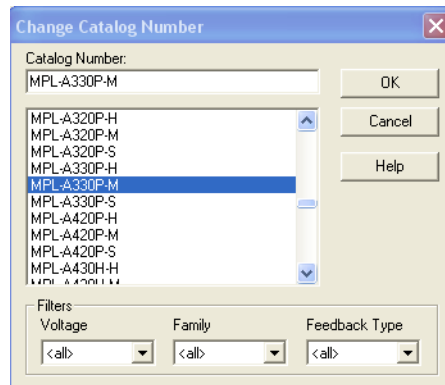 Change Catalog Number
Catalog Number:
MPL-A330P-M
OK
Cancel
Help
MPL-A320P-H
MPL-A320P-M
MPL-A320P-S
MPL-A330P-H
MPL-A330P-M
MPL-A330P-S
MPL-A420P-H
MPL-A420P-M
MPL-A420P-S
MPL-A430H-H
MPL-A430H-M
Filters
Voltage
Family
Feedback Type
<all>
<all>
<all>